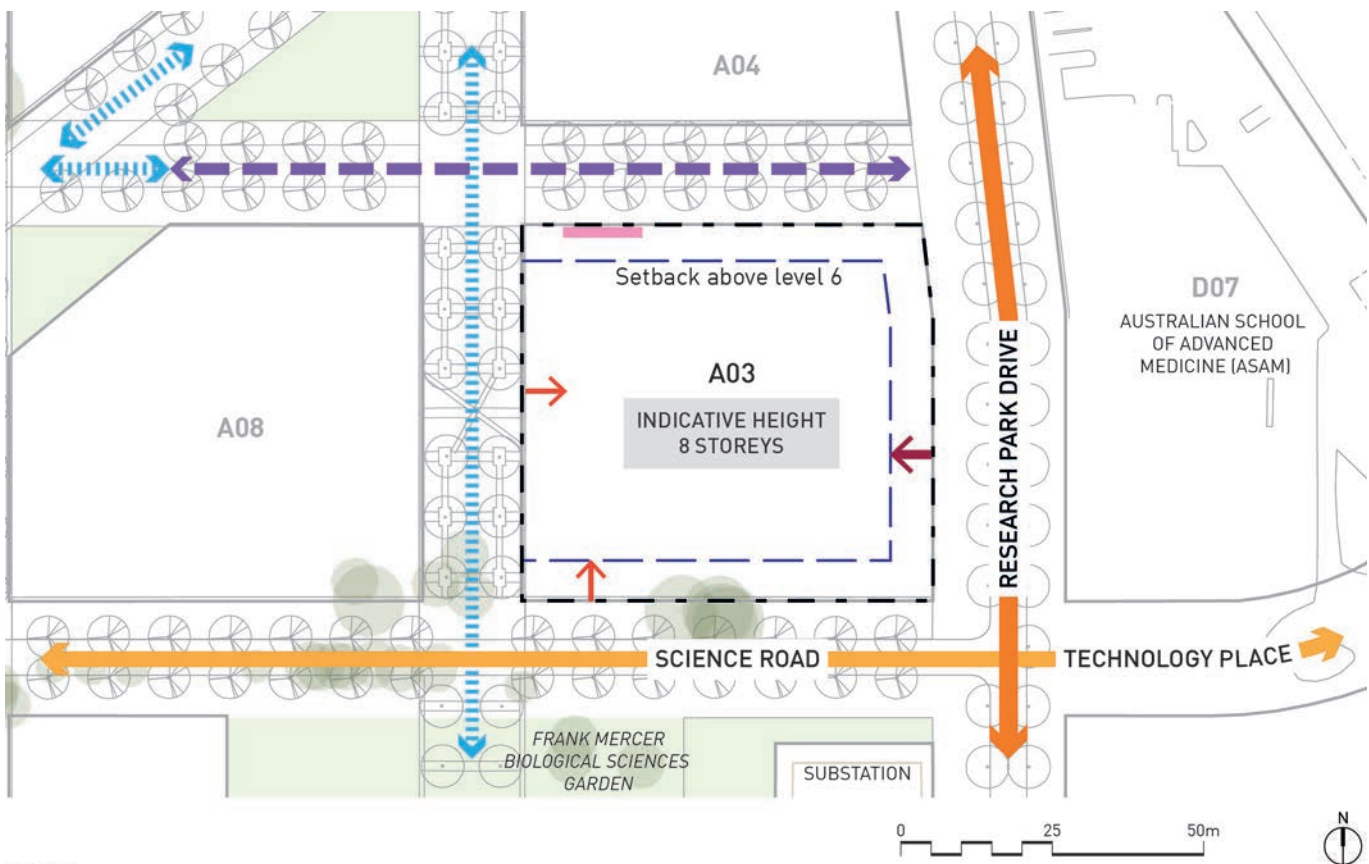 A04
Setback above level 6
D07
AUSTRALIAN SCHOOL
OF ADVANCED
MEDICINE (ASAM)
A03
INDICATIVE HEIGHT
8 STOREYS
A08
RESEARCH PARK DRIVE
SCIENCE ROAD
TECHNOLOGY PLACE
FRANK MERCER
BIOLOGICAL SCIENCES
GARDEN
SUBSTATION
0 25 50m
N